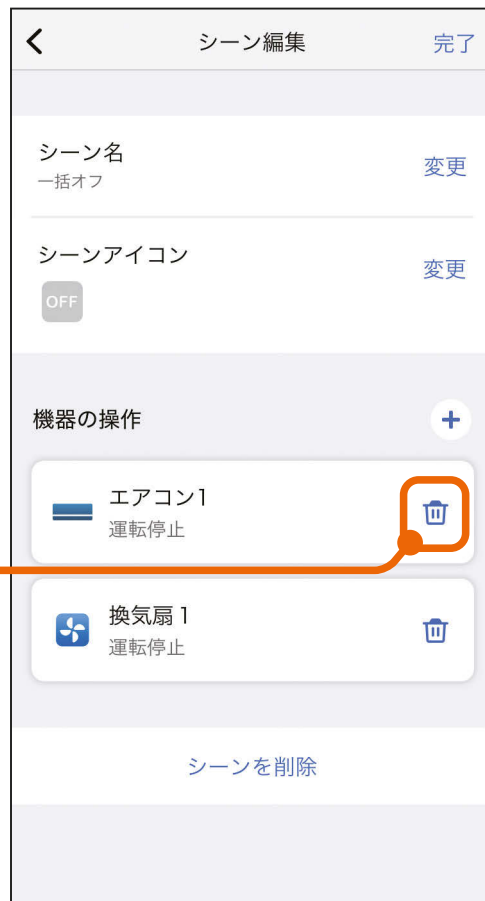 シーン編集
完了
シーン名
一括オフ
変更
シーンアイコン
変更
OFF
機器の操作
エアコン1
運転停止
換気扇1
運転停止
シーンを削除